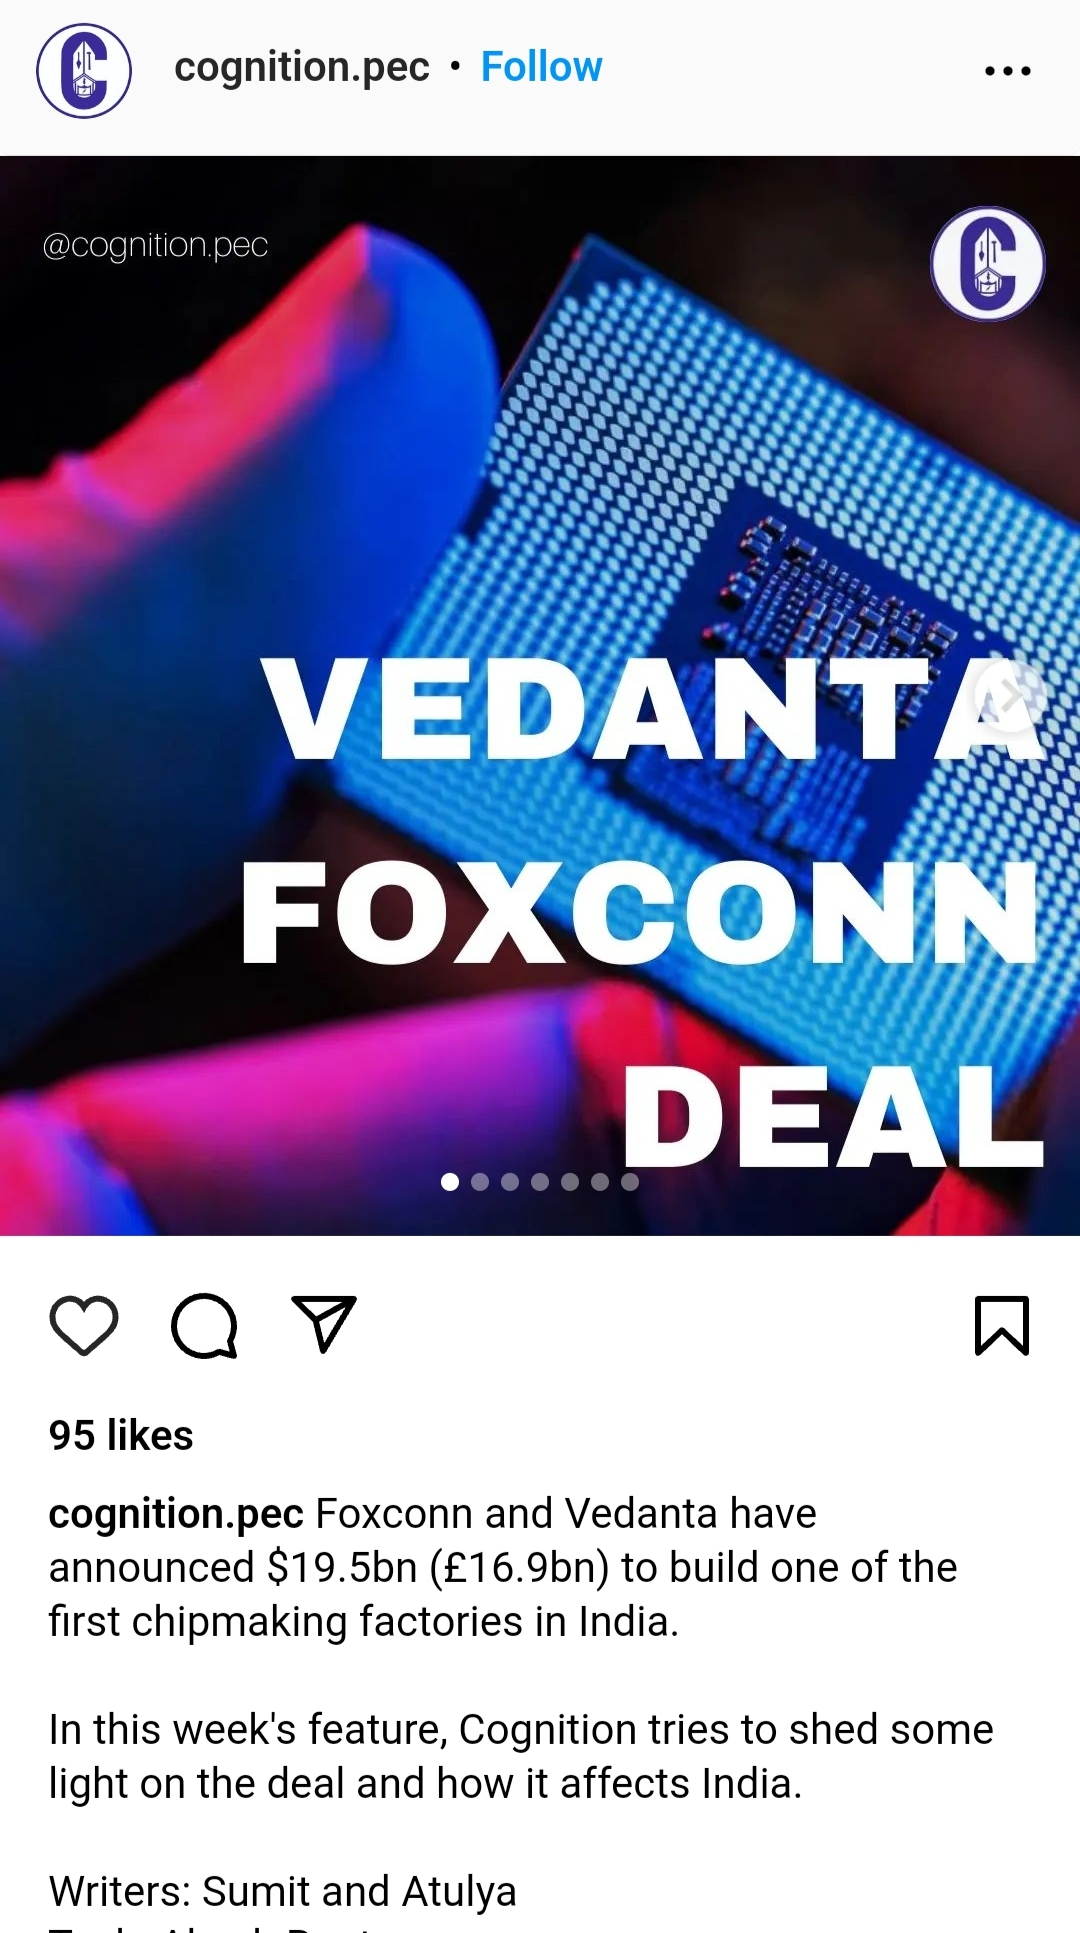 cognition.pec • Follow
@cognition.pec
VEDANTA
FOXCONN
DEAL
95 likes
cognition.pec Foxconn and Vedanta have
announced $19.5bn (£16.9bn) to build one of the
first chipmaking factories in India.
In this week's feature, Cognition tries to shed some
light on the deal and how it affects India.
Writers: Sumit and Atulya